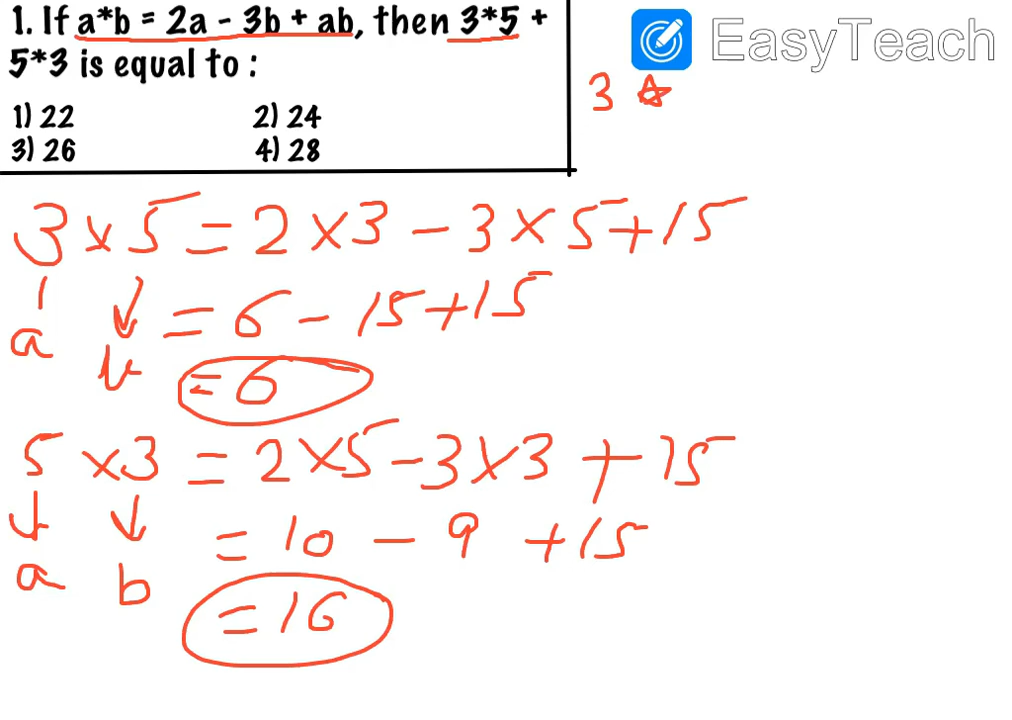 1. If a*b = 2a - 3b + ab, then 3*5 +
5*3 is equal to :
1) 22 2) 24
3) 26 4) 28
EasyTeach
3 ☆
3 × 5 = 2 × 3 - 3 × 5 + 15
a b = 6 - 15 + 15
= 6
5 × 3 = 2 × 5 - 3 × 3 + 15
= 10 - 9 + 15
a b
= 16